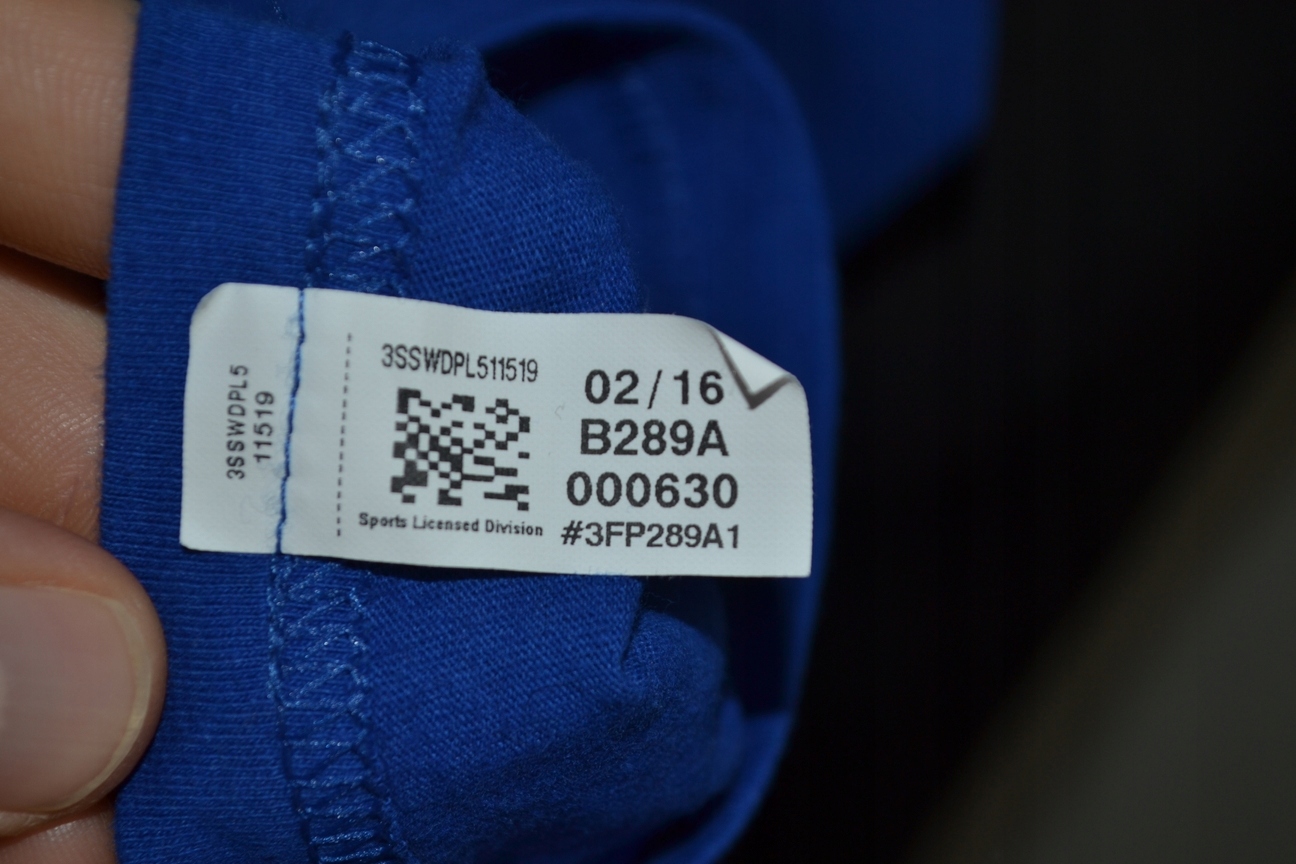 3SSWDPL5
11519
3SSWDPL511519
Sports Licensed Division
02/16
B289A
000630
#3FP289A1